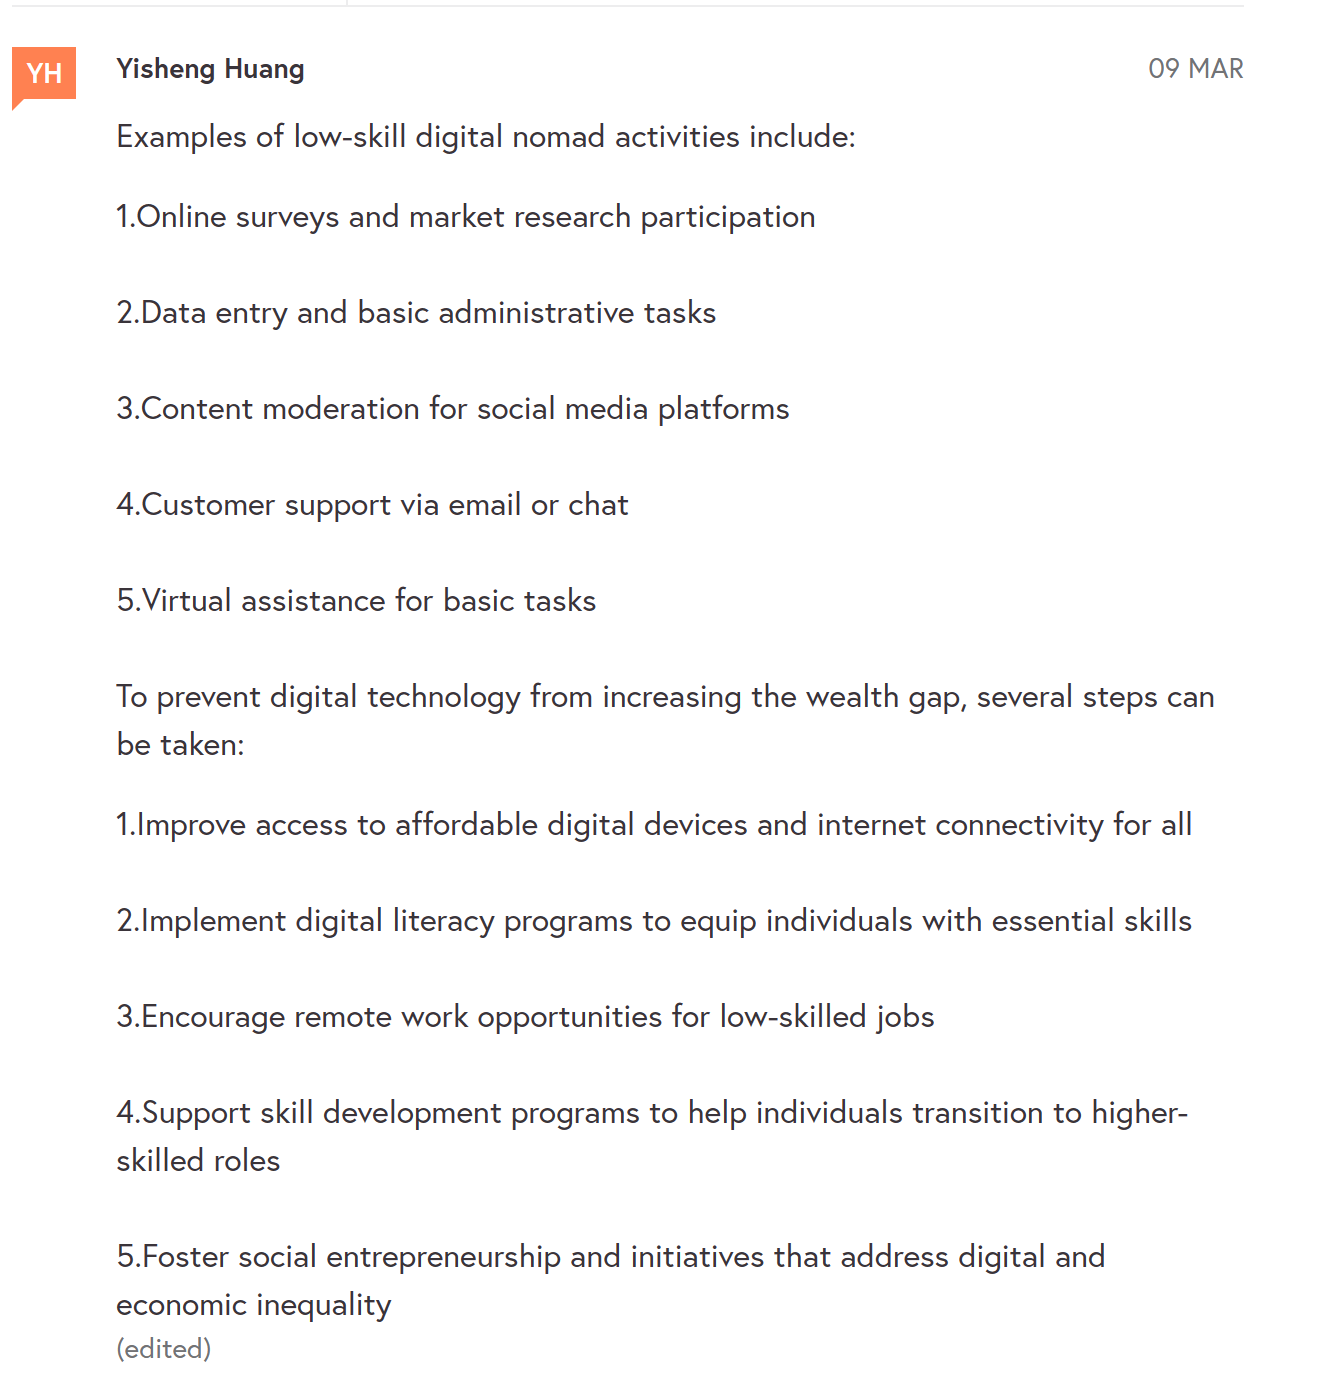 YH
Yisheng Huang
09 MAR
Examples of low-skill digital nomad activities include:
1.Online surveys and market research participation
2.Data entry and basic administrative tasks
3.Content moderation for social media platforms
4.Customer support via email or chat
5.Virtual assistance for basic tasks
To prevent digital technology from increasing the wealth gap, several steps can
be taken:
1.Improve access to affordable digital devices and internet connectivity for all
2.Implement digital literacy programs to equip individuals with essential skills
3.Encourage remote work opportunities for low-skilled jobs
4.Support skill development programs to help individuals transition to higher-
skilled roles
5.Foster social entrepreneurship and initiatives that address digital and
economic inequality
(edited)